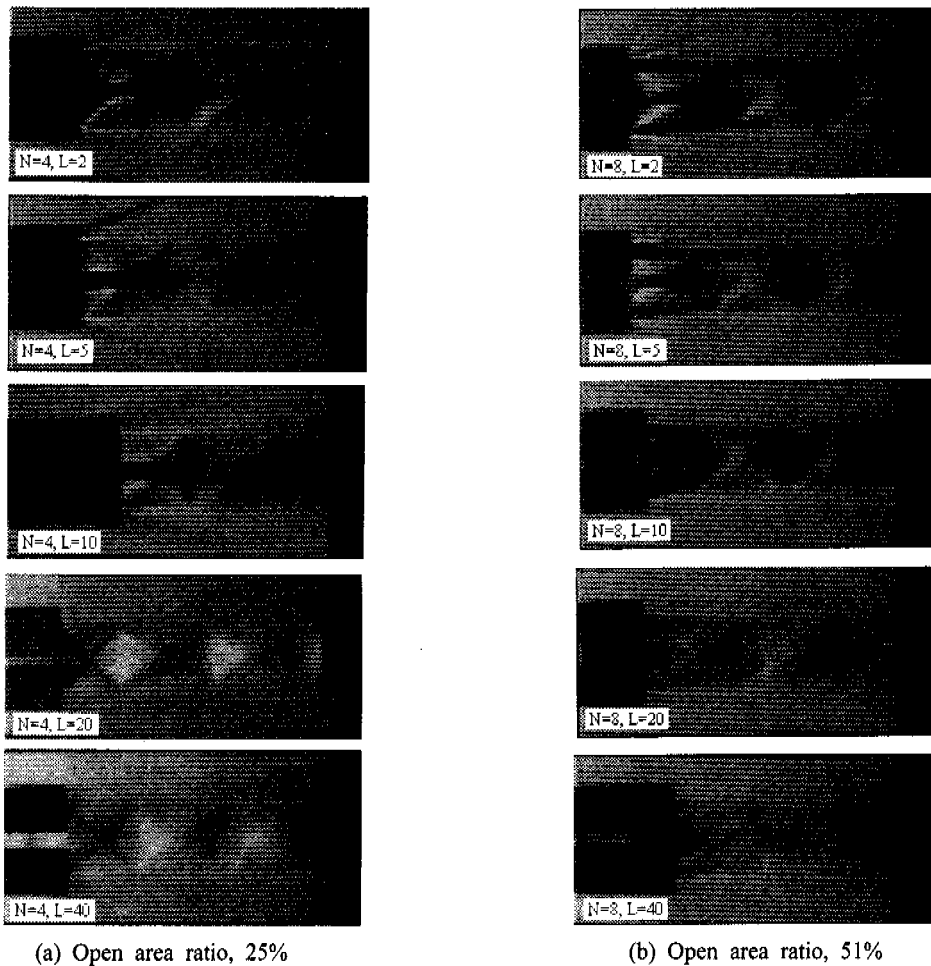 N=4, L=2
N=4, L=5
N=4, L=10
N=4, L=20
N=4, L=40
(a) Open area ratio, 25%
N=8, L=2
N=8, L=5
N=8, L=10
N=8, L=20
N=8, L=40
(b) Open area ratio, 51%